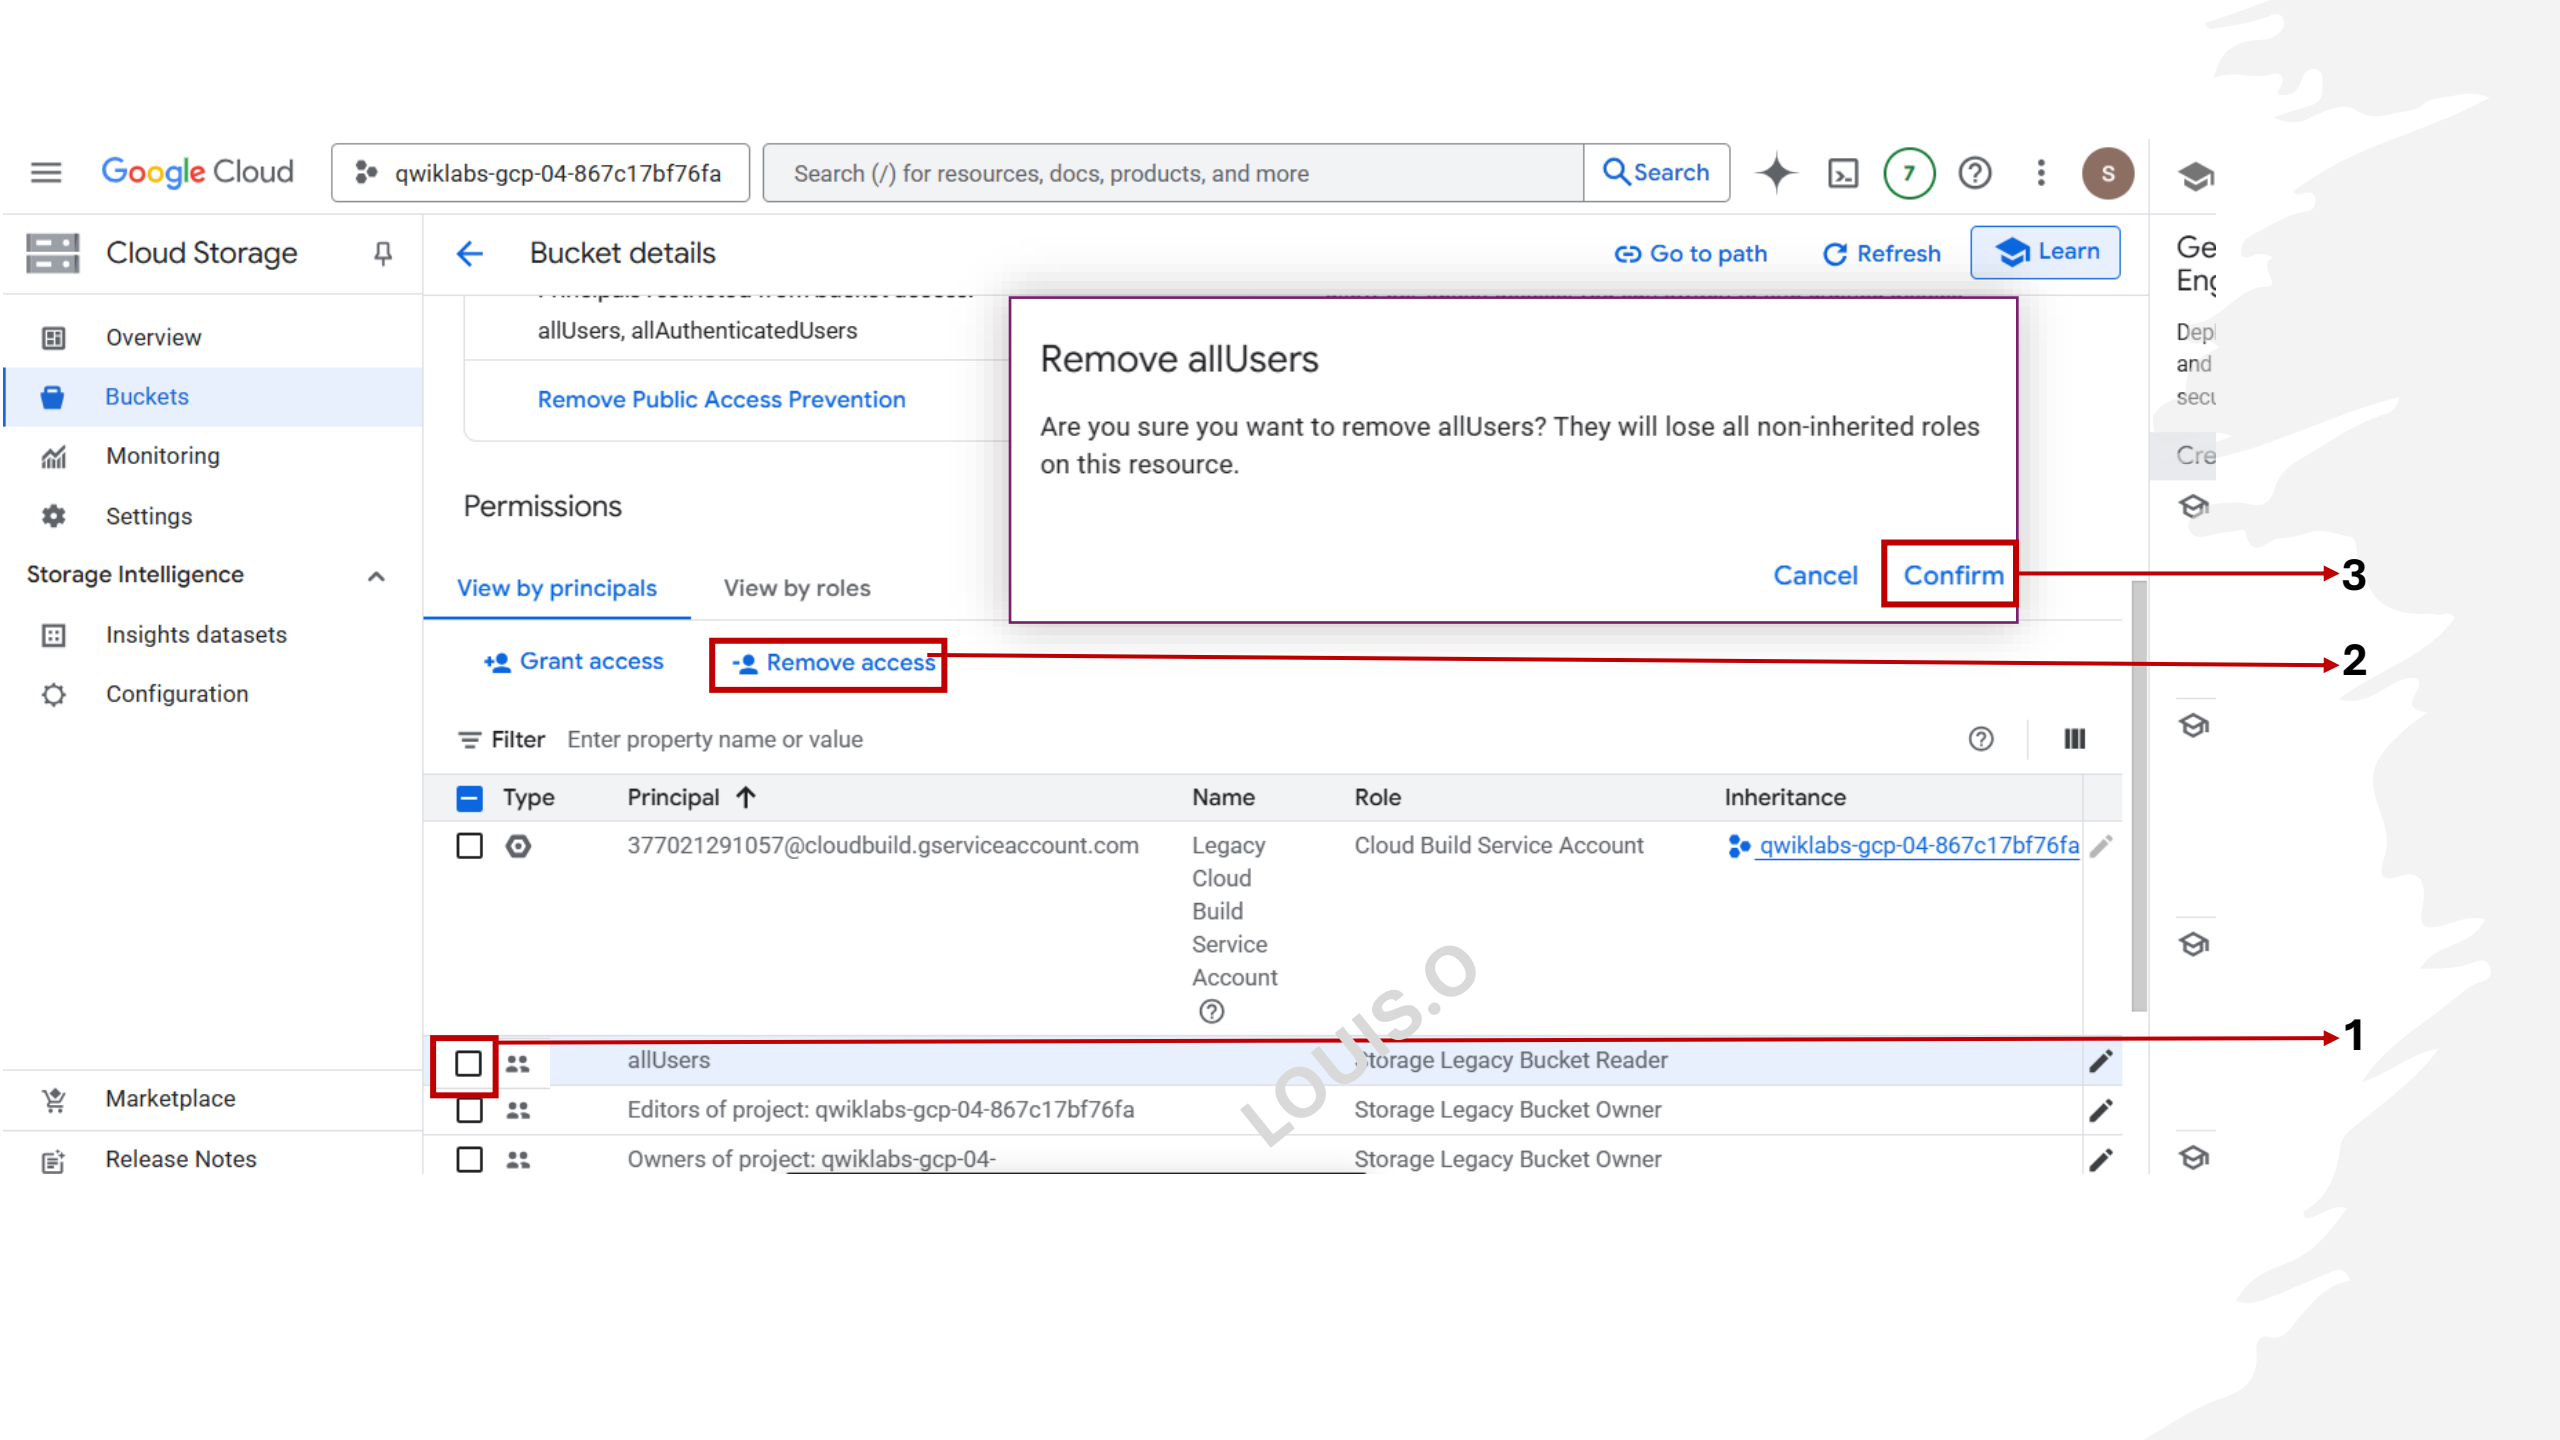 Google Cloud
qwiklabs-gcp-04-867c17bf76fa
Search (/) for resources, docs, products, and more
Search
7
S
Cloud Storage
Bucket details
Go to path
Refresh
Learn
Overview
Buckets
Monitoring
Settings
Storage Intelligence
Insights datasets
Configuration
Marketplace
Release Notes
allUsers, allAuthenticatedUsers
Remove Public Access Prevention
Remove allUsers
Are you sure you want to remove allUsers? They will lose all non-inherited roles
on this resource.
Cancel
Confirm
3
Permissions
View by principals
View by roles
Grant access
Remove access
2
Filter
Enter property name or value
Type
Principal
Name
Role
Inheritance
377021291057@cloudbuild.gserviceaccount.com
Legacy
Cloud
Build
Service
Account
Cloud Build Service Account
qwiklabs-gcp-04-867c17bf76fa
allUsers
Storage Legacy Bucket Reader
1
Editors of project: qwiklabs-gcp-04-867c17bf76fa
Storage Legacy Bucket Owner
Owners of project: qwiklabs-gcp-04-
Storage Legacy Bucket Owner
LOUIS.O
Ge
Eng
Depl
and
secu
Cre